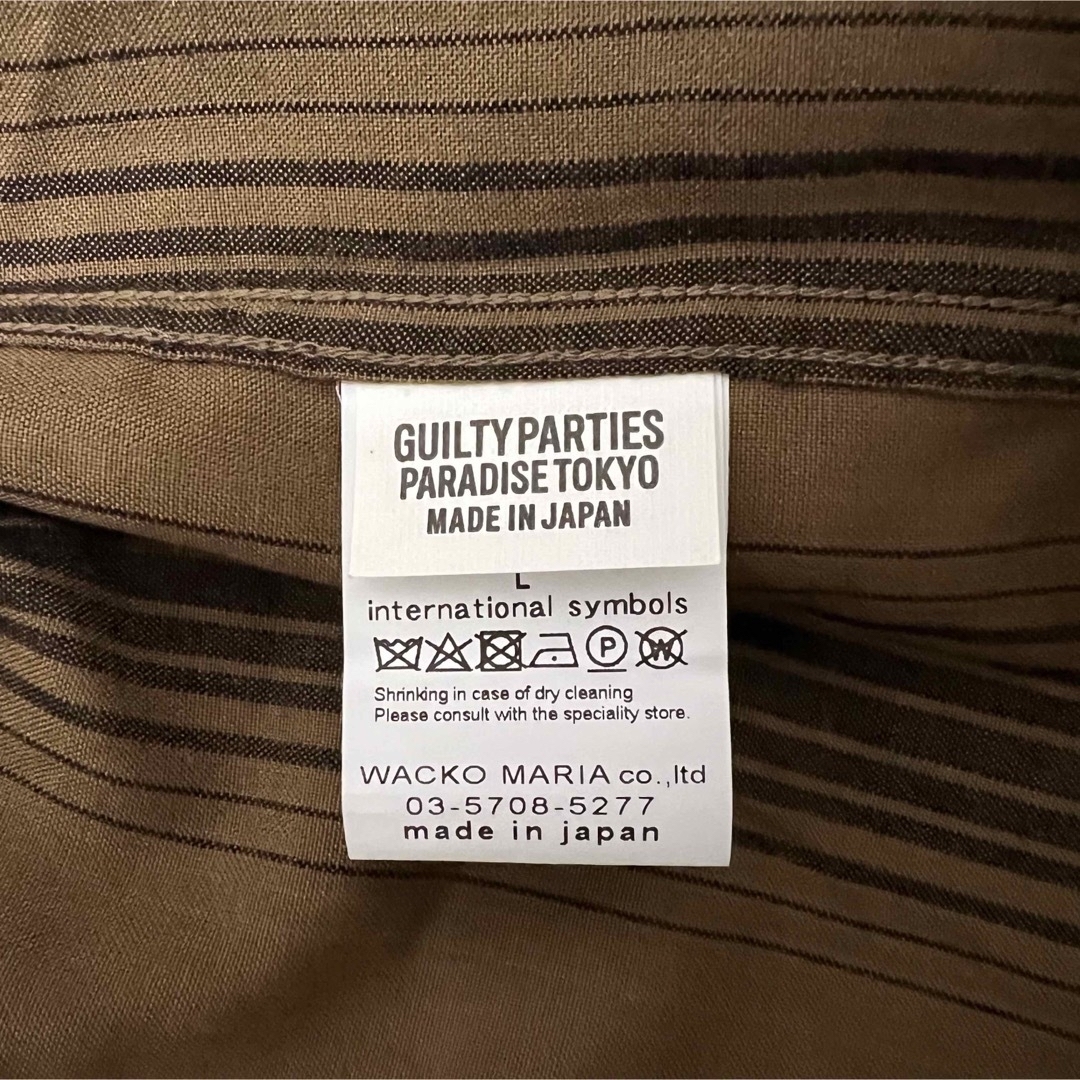 GUILTY PARTIES
PARADISE TOKYO
MADE IN JAPAN
L
international symbols
P W
Shrinking in case of dry cleaning
Please consult with the speciality store.
WACKO MARIA co.,ltd
03-5708-5277
made in japan